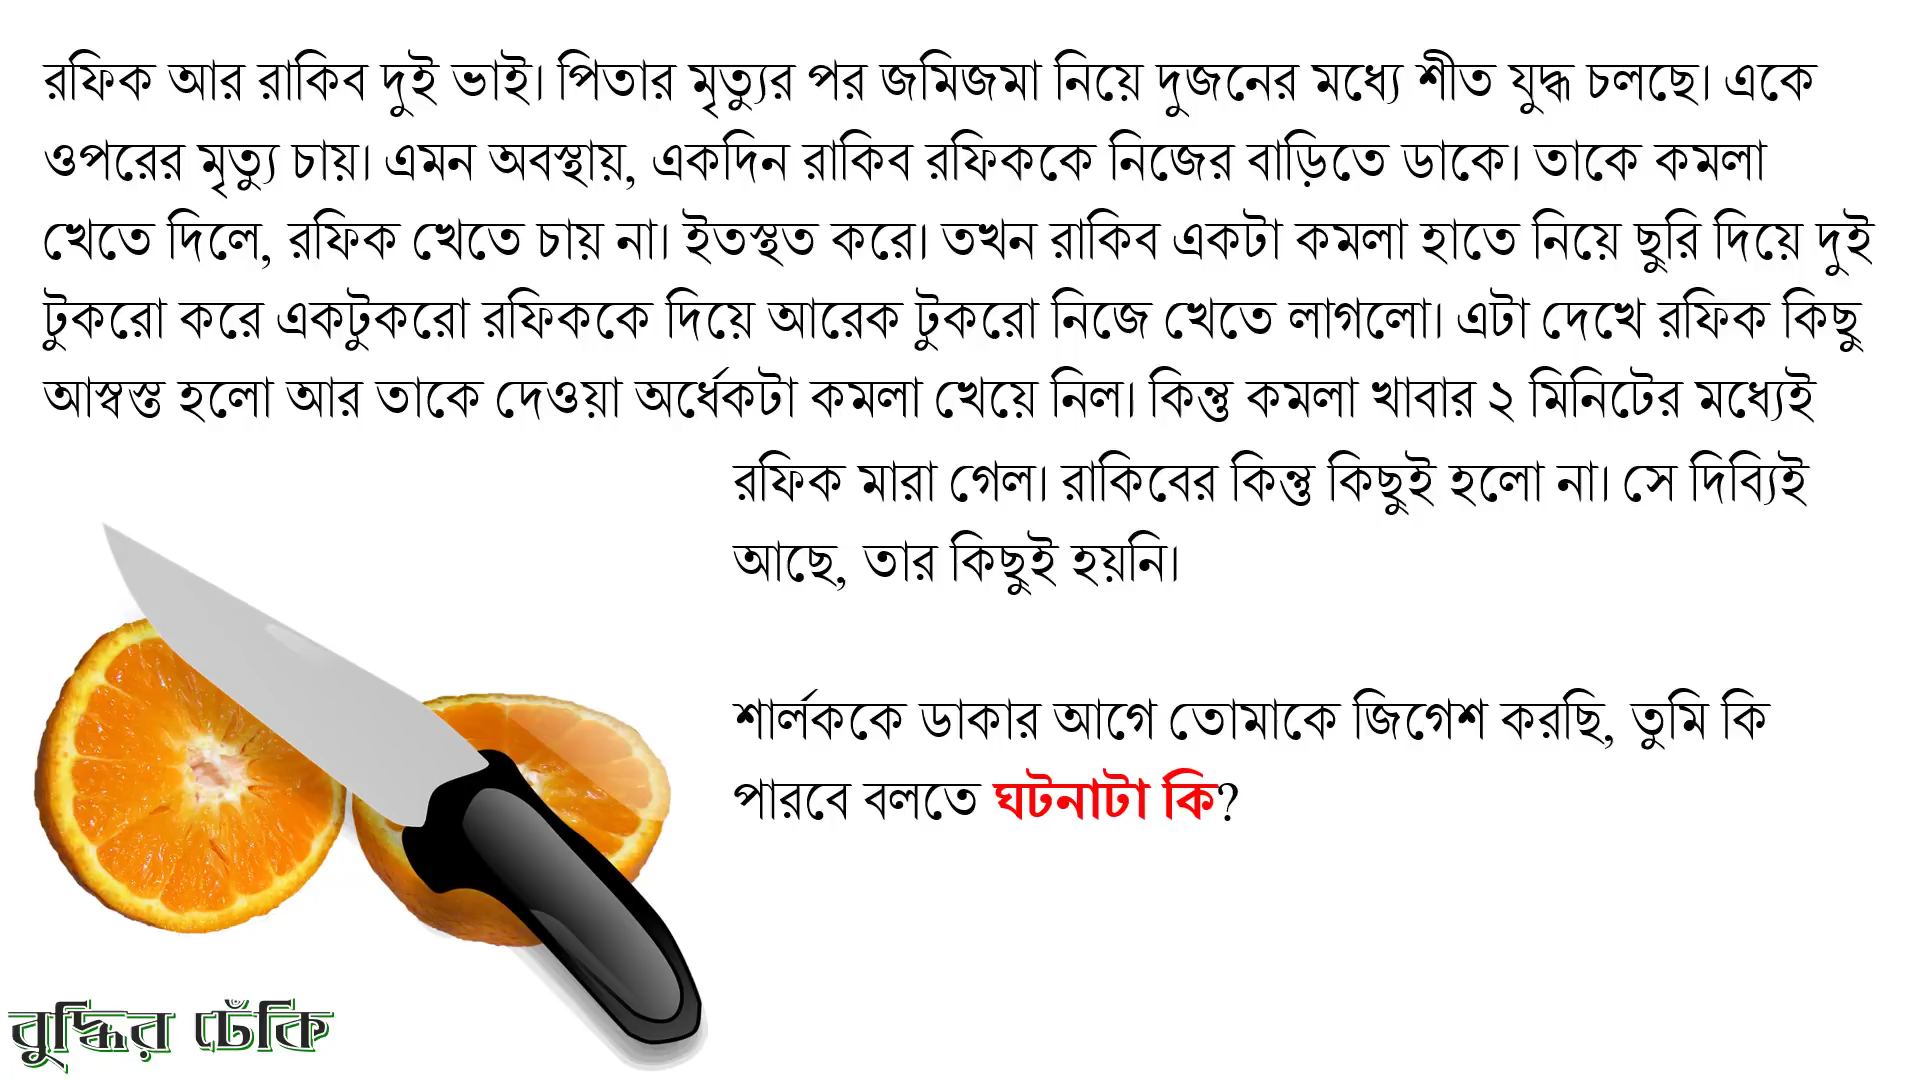 রফিক আর রাকিব দুই ভাই। পিতার মৃত্যুর পর জমিজমা নিয়ে দুজনের মধ্যে শীত যুদ্ধ চলছে। একে
ওপরের মৃত্যু চায়। এমন অবস্থায়, একদিন রাকিব রফিককে নিজের বাড়িতে ডাকে। তাকে কমলা
খেতে দিলে, রফিক খেতে চায় না। ইতস্থত করে। তখন রাকিব একটা কমলা হাতে নিয়ে ছুরি দিয়ে দুই
টুকরো করে একটুকরো রফিককে দিয়ে আরেক টুকরো নিজে খেতে লাগলো। এটা দেখে রফিক কিছু
আস্বস্ত হলো আর তাকে দেওয়া অর্ধেকটা কমলা খেয়ে নিল। কিন্তু কমলা খাবার ২ মিনিটের মধ্যেই
রফিক মারা গেল। রাকিবের কিন্তু কিছুই হলো না। সে দিব্যিই
আছে, তার কিছুই হয়নি।
শার্লককে ডাকার আগে তোমাকে জিগেশ করছি, তুমি কি
পারবে বলতে ঘটনাটা কি?
বুদ্ধির ঢেঁকি